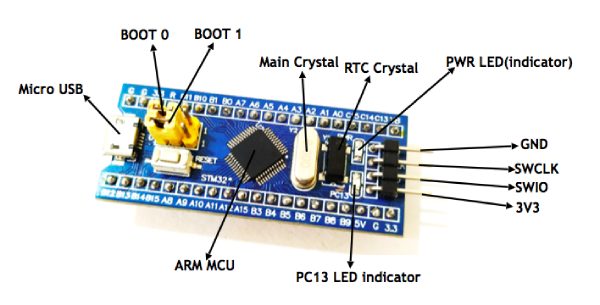 BOOT 0
BOOT 1
Main Crystal
RTC Crystal
PWR LED(indicator)
Micro USB
G G 3.3 R B11 B10 B1 B0 A7 A6 A5 A4 A3 A2 A1 A0 C15 C14 C13
GND
RESET
SWCLK
STM32
SWIO
PC13
3V3
B12 B13 B14 B15 A8 A9 A10 A11 A12 A15 B3 B4 B5 B6 B7 B8 B9 5V G 3.3
ARM MCU
PC13 LED indicator